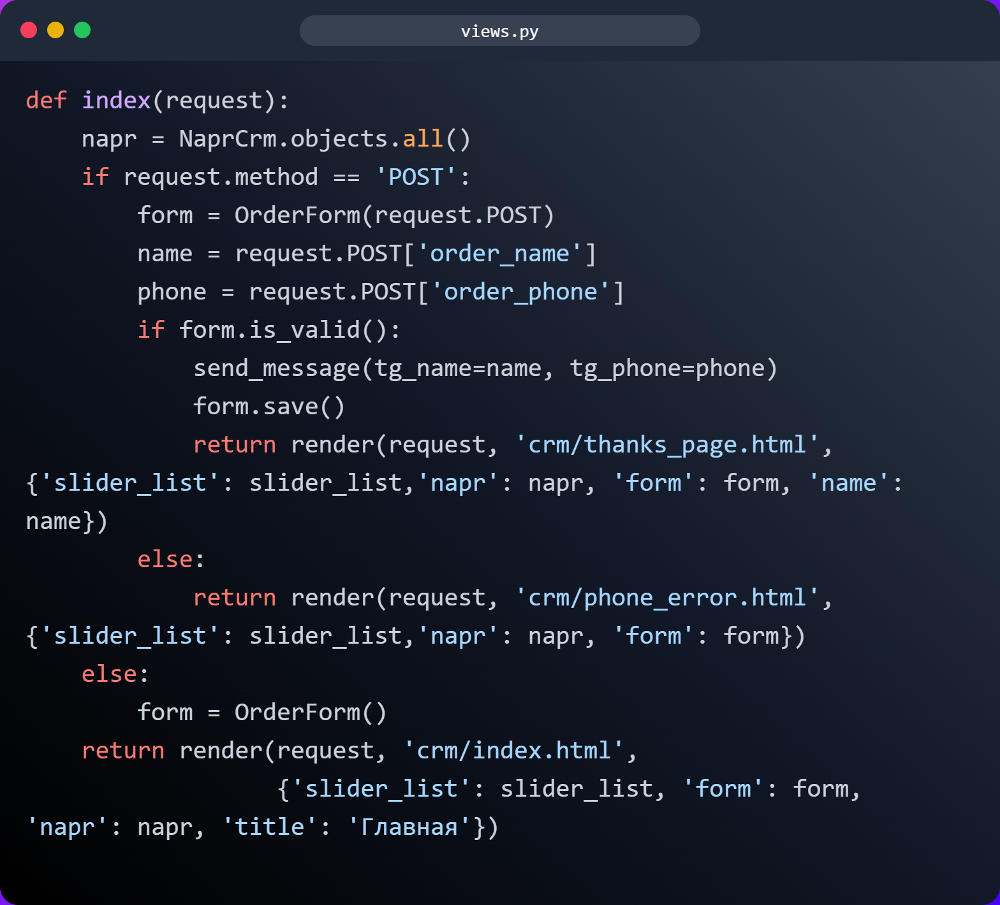 views.py
def index(request):
    napr = NaprCrm.objects.all()
    if request.method == 'POST':
        form = OrderForm(request.POST)
        name = request.POST['order_name']
        phone = request.POST['order_phone']
        if form.is_valid():
            send_message(tg_name=name, tg_phone=phone)
            form.save()
            return render(request, 'crm/thanks_page.html',
{'slider_list': slider_list,'napr': napr, 'form': form, 'name':
name})
        else:
            return render(request, 'crm/phone_error.html',
{'slider_list': slider_list,'napr': napr, 'form': form})
    else:
        form = OrderForm()
    return render(request, 'crm/index.html',
                  {'slider_list': slider_list, 'form': form,
'napr': napr, 'title': 'Главная'})